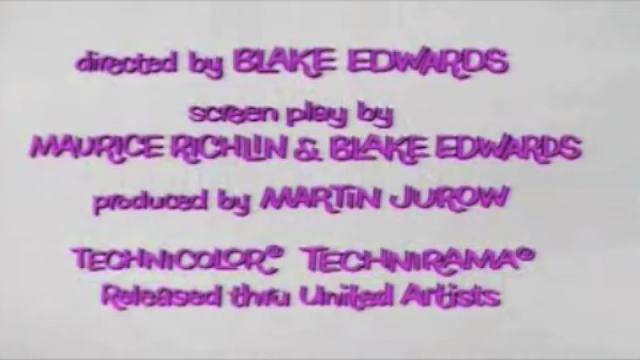 directed by BLAKE EDWARDS
screen play by
MAURICE RICHLIN & BLAKE EDWARDS
produced by MARTIN JUROW
TECHNICOLOR® TECHNIRAMA®
Released thru United Artists